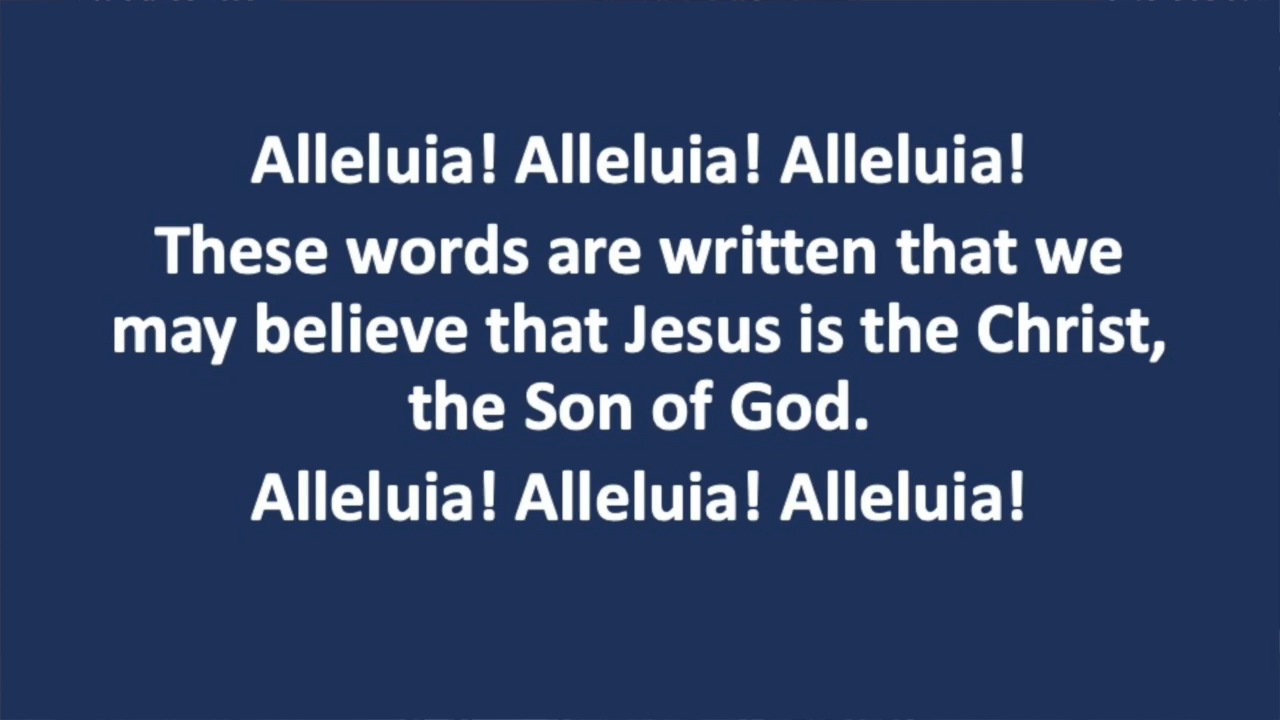 Alleluia! Alleluia! Alleluia!
These words are written that we
may believe that Jesus is the Christ,
the Son of God.
Alleluia! Alleluia! Alleluia!